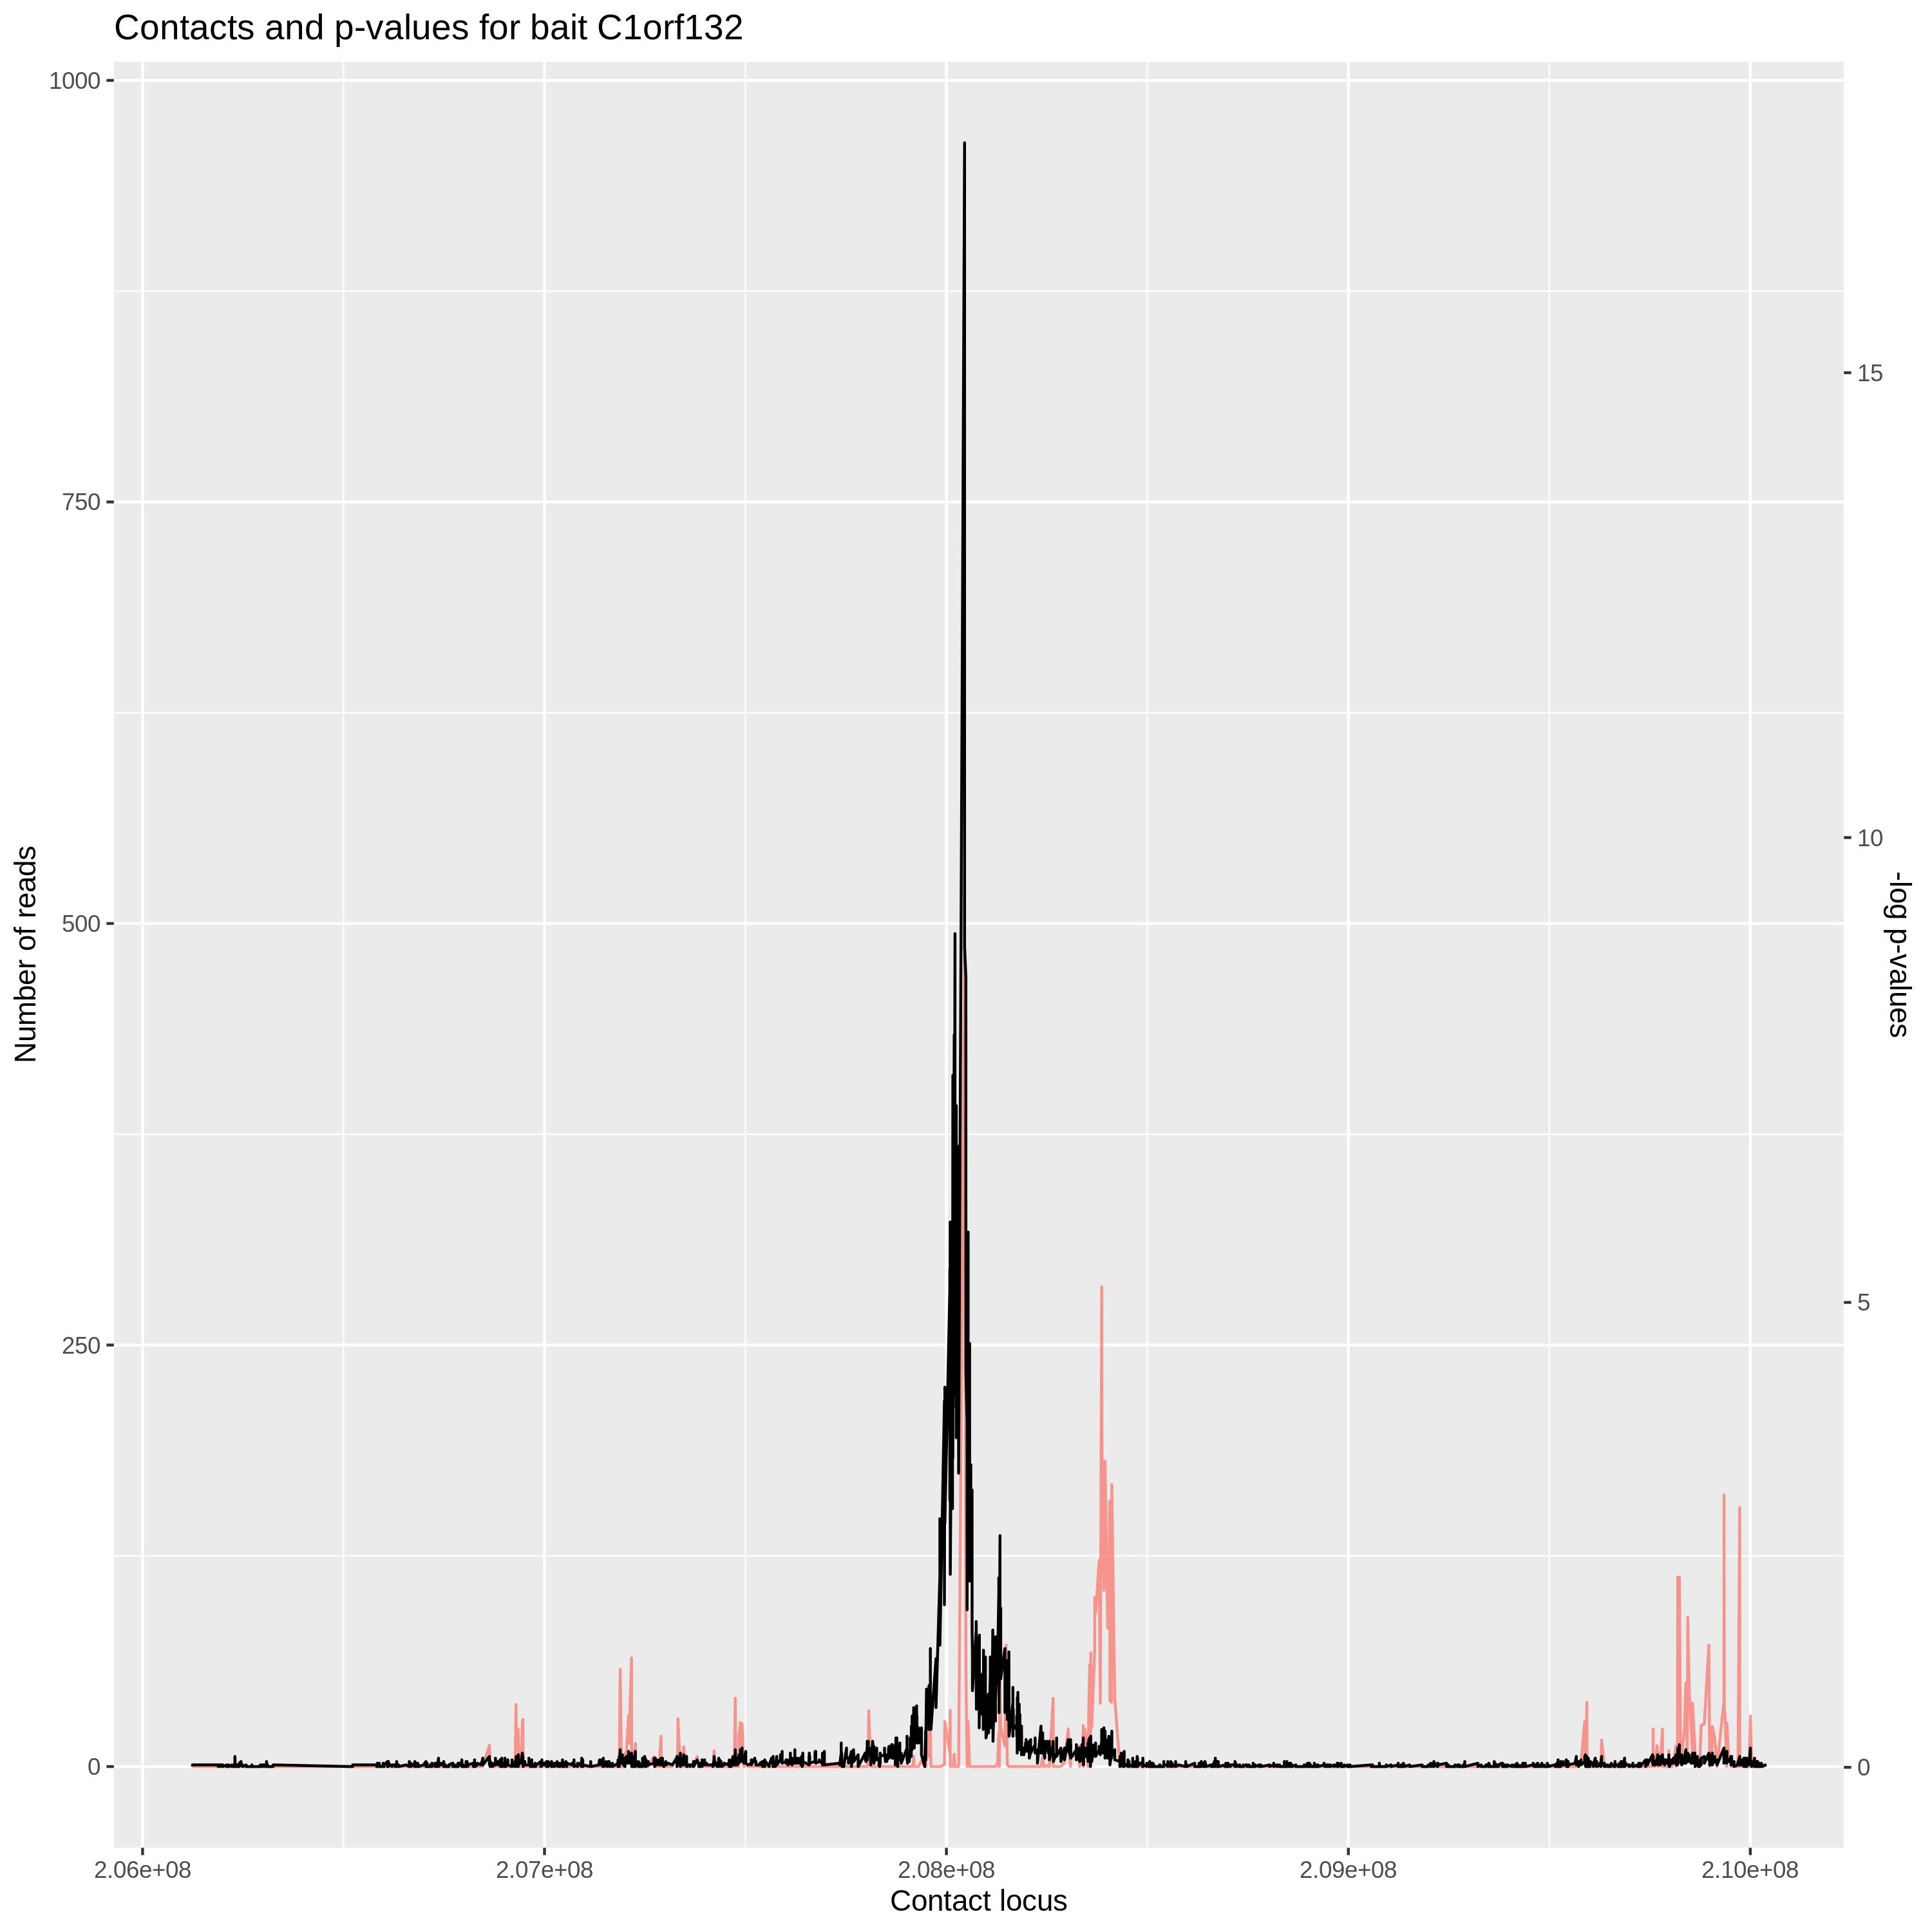 Contacts and p-values for bait C1orf132
1000
750
500
250
0
Number of reads
15
10
5
0
-log p-values
2.06e+08
2.07e+08
2.08e+08
2.09e+08
2.10e+08
Contact locus